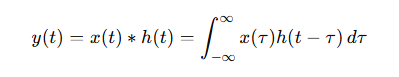 y(t) = x(t) * h(t) = ∫_{-∞}^{∞} x(τ)h(t − τ) dτ